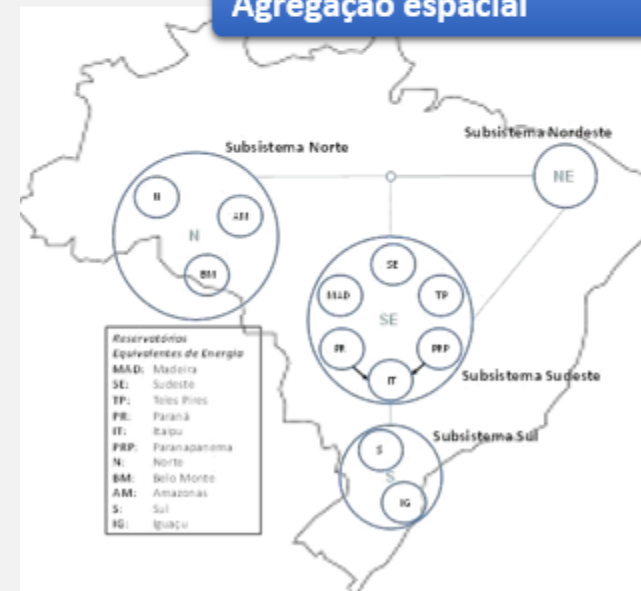 Agregação espacial
Subsistema Norte
Subsistema Nordeste
NE
N
AM
N
BM
SE
MAD
TP
SE
PR
PRP
IT
Subsistema Sudeste
Subsistema Sul
S
S
IG
Reservatórios
Equivalentes de Energia
MAD: Madeira
SE: Sudeste
TP: Teles Pires
PR: Paraná
IT: Itaipu
PRP: Paranapanema
N: Norte
BM: Belo Monte
AM: Amazonas
S: Sul
IG: Iguaçu